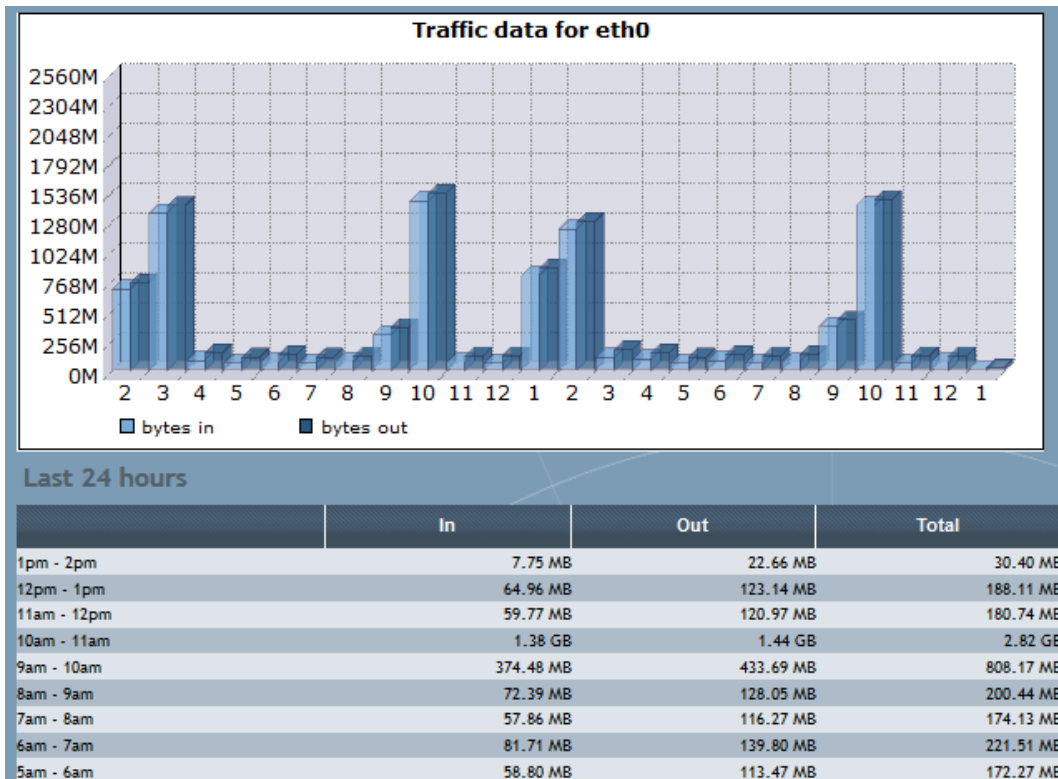 Traffic data for eth0
2560M
2304M
2048M
1792M
1536M
1280M
1024M
768M
512M
256M
0M
2 3 4 5 6 7 8 9 10 11 12 1 2 3 4 5 6 7 8 9 10 11 12 1
bytes in bytes out
Last 24 hours
In Out Total
1pm - 2pm 7.75 MB 22.66 MB 30.40 MB
12pm - 1pm 64.96 MB 123.14 MB 188.11 MB
11am - 12pm 59.77 MB 120.97 MB 180.74 MB
10am - 11am 1.38 GB 1.44 GB 2.82 GB
9am - 10am 374.48 MB 433.69 MB 808.17 MB
8am - 9am 72.39 MB 128.05 MB 200.44 MB
7am - 8am 57.86 MB 116.27 MB 174.13 MB
6am - 7am 81.71 MB 139.80 MB 221.51 MB
5am - 6am 58.80 MB 113.47 MB 172.27 MB